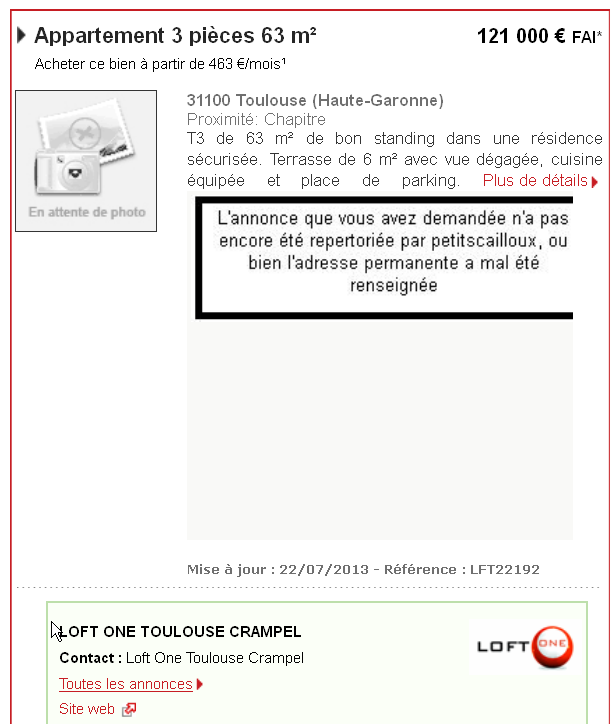 Appartement 3 pièces 63 m²
121 000 € FAI*
Acheter ce bien à partir de 463 €/mois¹
En attente de photo
31100 Toulouse (Haute-Garonne)
Proximité: Chapitre
T3 de 63 m² de bon standing dans une résidence
sécurisée. Terrasse de 6 m² avec vue dégagée, cuisine
équipée et place de parking. Plus de détails
L'annonce que vous avez demandée n'a pas
encore été repertoriée par petitscailloux, ou
bien l'adresse permanente a mal été
renseignée
Mise à jour : 22/07/2013 - Référence : LFT22192
LOFT ONE TOULOUSE CRAMPEL
Contact : Loft One Toulouse Crampel
Toutes les annonces
Site web
LOFT ONE